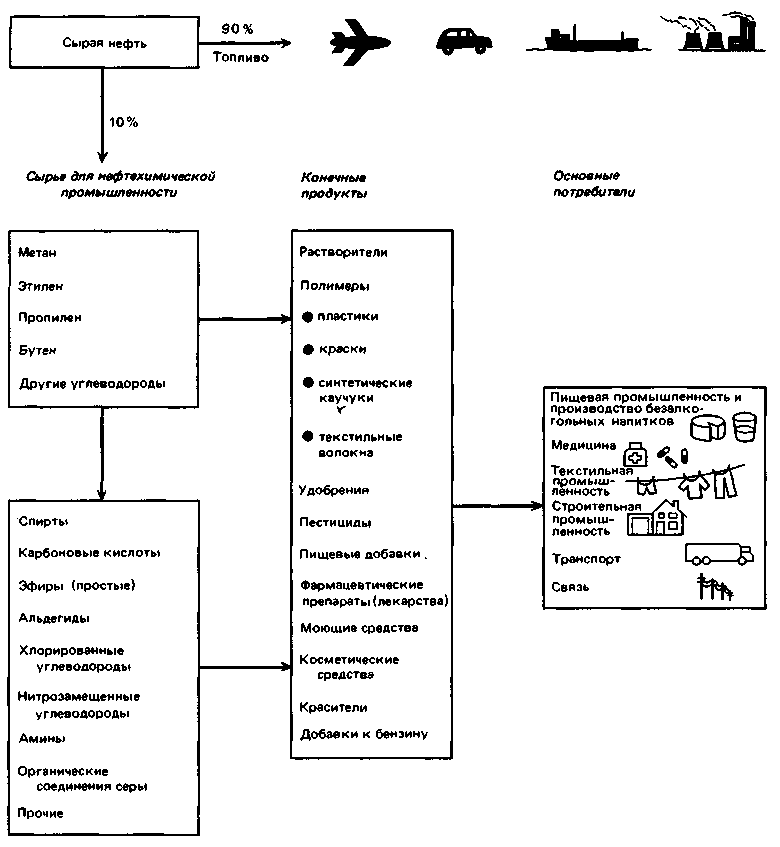 Сырая нефть
90%
Топливо
10%
Сырье для нефтехимической
промышленности
Конечные
продукты
Основные
потребители
Метан
Этилен
Пропилен
Бутен
Другие углеводороды
Спирты
Карбоновые кислоты
Эфиры (простые)
Альдегиды
Хлорированные
углеводороды
Нитрозамещенные
углеводороды
Амины
Органические
соединения серы
Прочие
Растворители
Полимеры
● пластики
● краски
● синтетические
каучуки
● текстильные
волокна
Удобрения
Пестициды
Пищевые добавки
Фармацевтические
препараты (лекарства)
Моющие средства
Косметические
средства
Красители
Добавки к бензину
Пищевая промышленность и
производство безалко-
гольных напитков
Медицина
Текстильная
промыш-
ленность
Строительная
промыш-
ленность
Транспорт
Связь